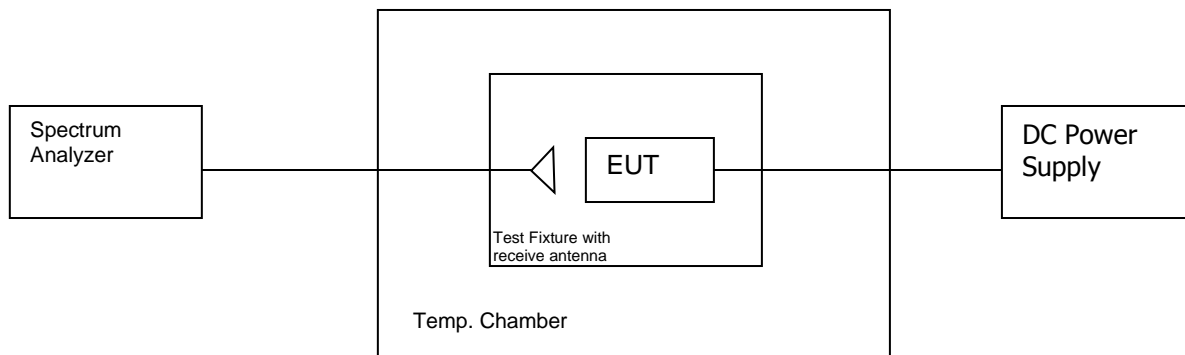 Spectrum
Analyzer
EUT
DC Power
Supply
Test Fixture with
receive antenna
Temp. Chamber